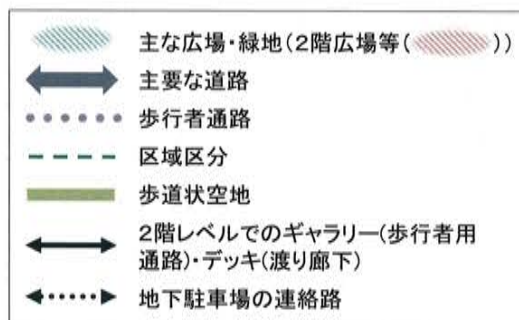 主な広場・緑地(2階広場等( ))
主要な道路
歩行者通路
区域区分
歩道状空地
2階レベルでのギャラリー(歩行者用
通路)・デッキ(渡り廊下)
地下駐車場の連絡路